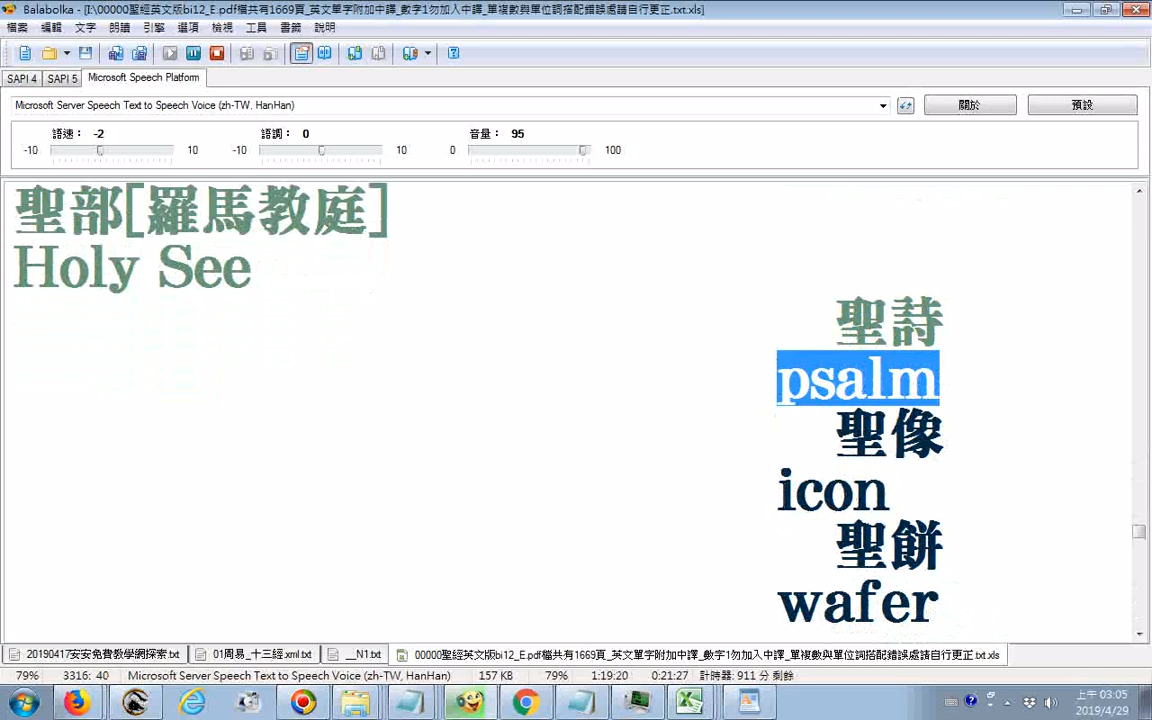 Balabolka - [I:\00000聖經英文版bi12_E.pdf檔共有1669頁_英文單字附加中譯_數字1勿加入中譯_單複數與單位詞搭配錯誤處請自行更正.txt.xls]
檔案 編輯 文字 朗讀 引擎 選項 檢視 工具 書籤 說明
SAPI 4 SAPI 5 Microsoft Speech Platform
Microsoft Server Speech Text to Speech Voice (zh-TW, HanHan) 關於 預設
語速： -2 語調： 0 音量： 95
-10 10 -10 10 0 100
聖部[羅馬教庭]
Holy See
聖詩
psalm
聖像
icon
聖餅
wafer
20190417安安免費教學網探索.txt 01周易_十三經.xml.txt __N1.txt 00000聖經英文版bi12_E.pdf檔共有1669頁_英文單字附加中譯_數字1勿加入中譯_單複數與單位詞搭配錯誤處請自行更正.txt.xls
79% 3316: 40 Microsoft Server Speech Text to Speech Voice (zh-TW, HanHan) 157 KB 79% 1:19:20 0:21:27 計時器: 911 分 剩餘
上午 03:05
2019/4/29